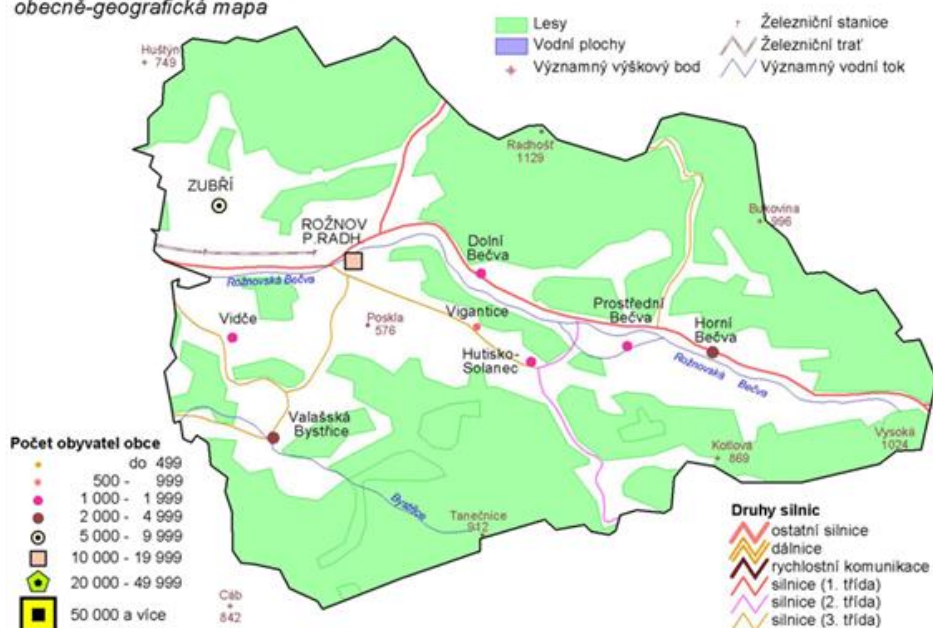 obecně-geografická mapa
Lesy
Vodní plochy
Významný výškový bod
Železniční stanice
Železniční trať
Významný vodní tok
Huštýn
749
Radhošť
1129
Bukovina
996
ZUBŘÍ
ROŽNOV
P.RADH.
Dolní
Bečva
Rožnovská Bečva
Prostřední
Bečva
Vidče
Poskla
576
Vigantice
Horní
Bečva
Hutisko-
Solanec
Rožnovská Bečva
Valašská
Bystřice
Kotlová
869
Vysoká
1024
Bystřice
Tanečnice
912
Cáb
842
Počet obyvatel obce
do 499
500 - 999
1 000 - 1 999
2 000 - 4 999
5 000 - 9 999
10 000 - 19 999
20 000 - 49 999
50 000 a více
Druhy silnic
ostatní silnice
dálnice
rychlostní komunikace
silnice (1. třída)
silnice (2. třída)
silnice (3. třída)